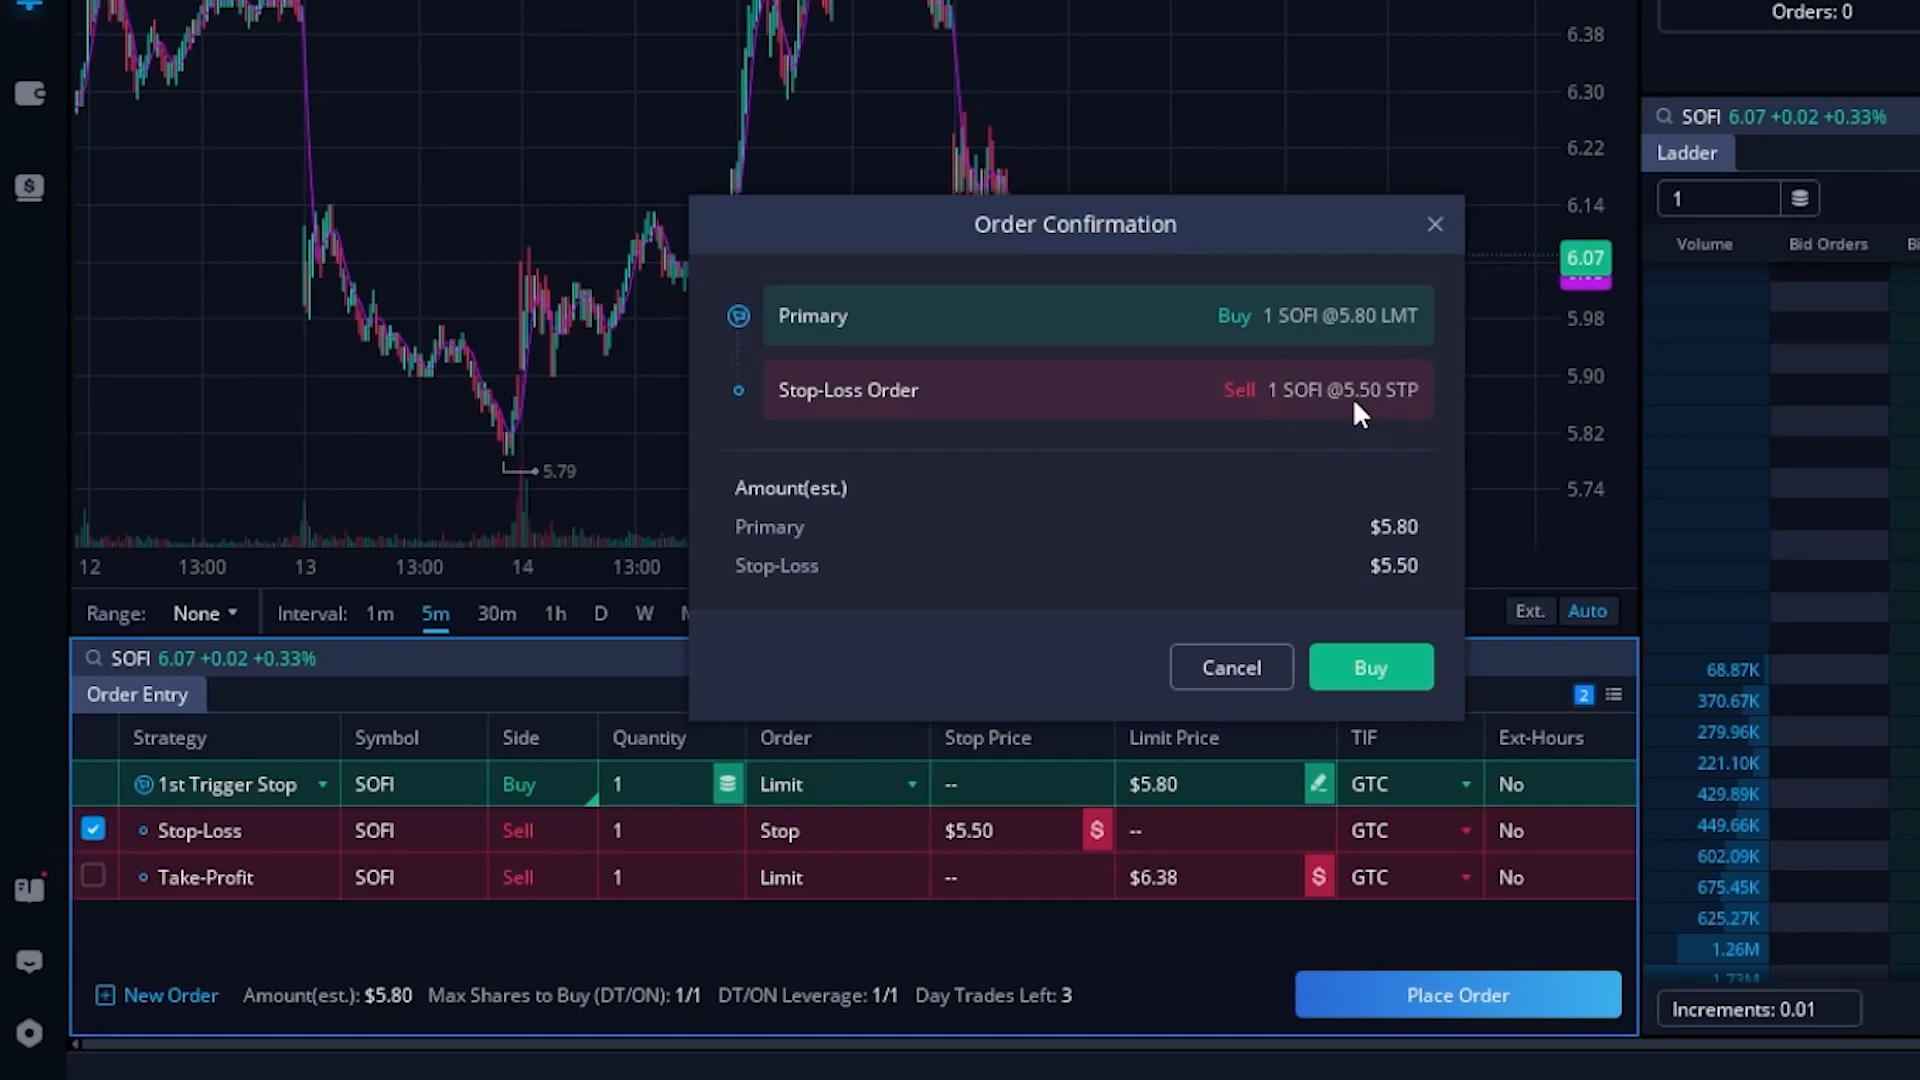 Orders: 0
6.38
6.30
6.22
6.14
6.07
5.98
5.90
5.82
5.74
5.79
12 13:00 13 13:00 14 13:00
Range: None Interval: 1m 5m 30m 1h D W
Ext. Auto
SOFI 6.07 +0.02 +0.33%
Ladder
1
Volume Bid Orders
68.87K
370.67K
279.96K
221.10K
429.89K
449.66K
602.09K
675.45K
625.27K
1.26M
1.73M
Increments: 0.01
Order Confirmation
Primary Buy 1 SOFI @5.80 LMT
Stop-Loss Order Sell 1 SOFI @5.50 STP
Amount(est.)
Primary $5.80
Stop-Loss $5.50
Cancel Buy
SOFI 6.07 +0.02 +0.33%
Order Entry 2
Strategy Symbol Side Quantity Order Stop Price Limit Price TIF Ext-Hours
1st Trigger Stop SOFI Buy 1 Limit -- $5.80 GTC No
Stop-Loss SOFI Sell 1 Stop $5.50 $ -- GTC No
Take-Profit SOFI Sell 1 Limit -- $6.38 $ GTC No
New Order Amount(est.): $5.80 Max Shares to Buy (DT/ON): 1/1 DT/ON Leverage: 1/1 Day Trades Left: 3 Place Order